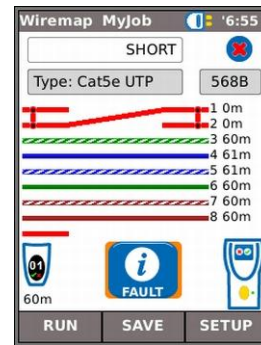 Wiremap MyJob '6:55
SHORT
Type: Cat5e UTP 568B
1 0m
2 0m
3 60m
4 61m
5 61m
6 60m
7 60m
8 60m
01
60m
i
FAULT
RUN SAVE SETUP